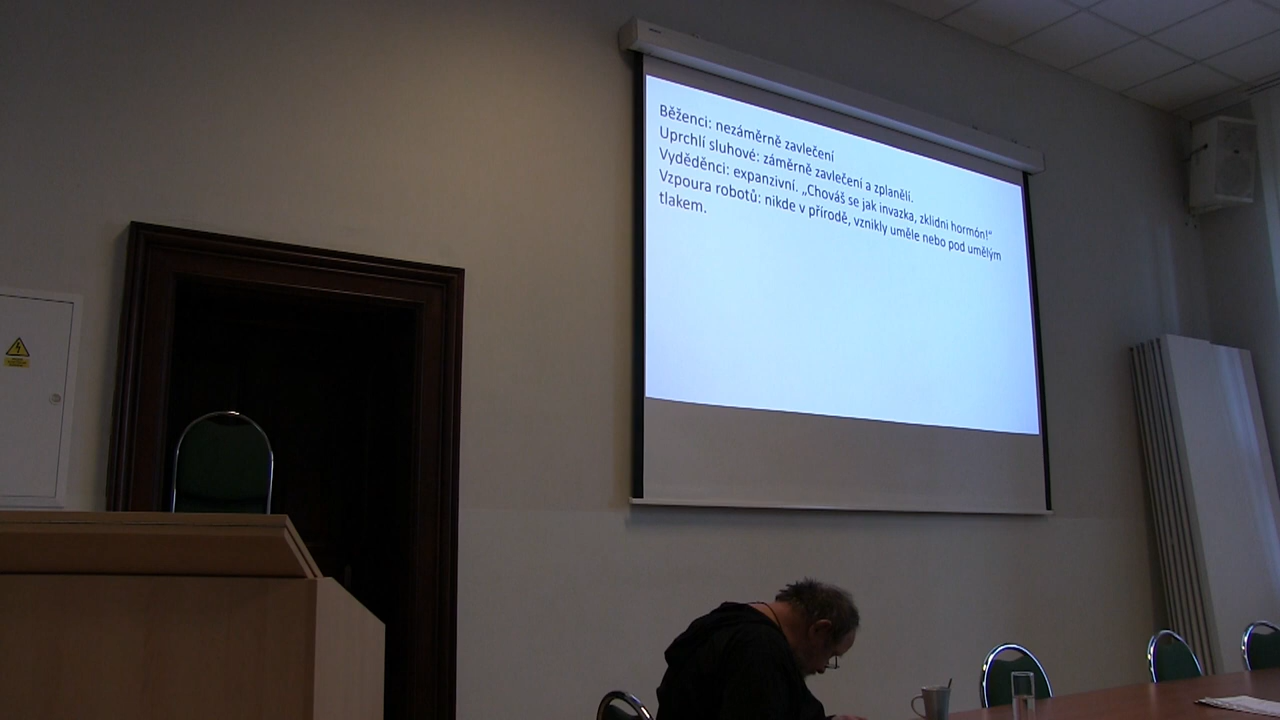 Běženci: nezáměrně zavlečení
Uprchlí sluhové: záměrně zavlečení a zplanělí.
Vyděděnci: expanzivní. „Chováš se jak invazka, zklidni hormón!“
Vzpoura robotů: nikde v přírodě, vznikly uměle nebo pod umělým
tlakem.